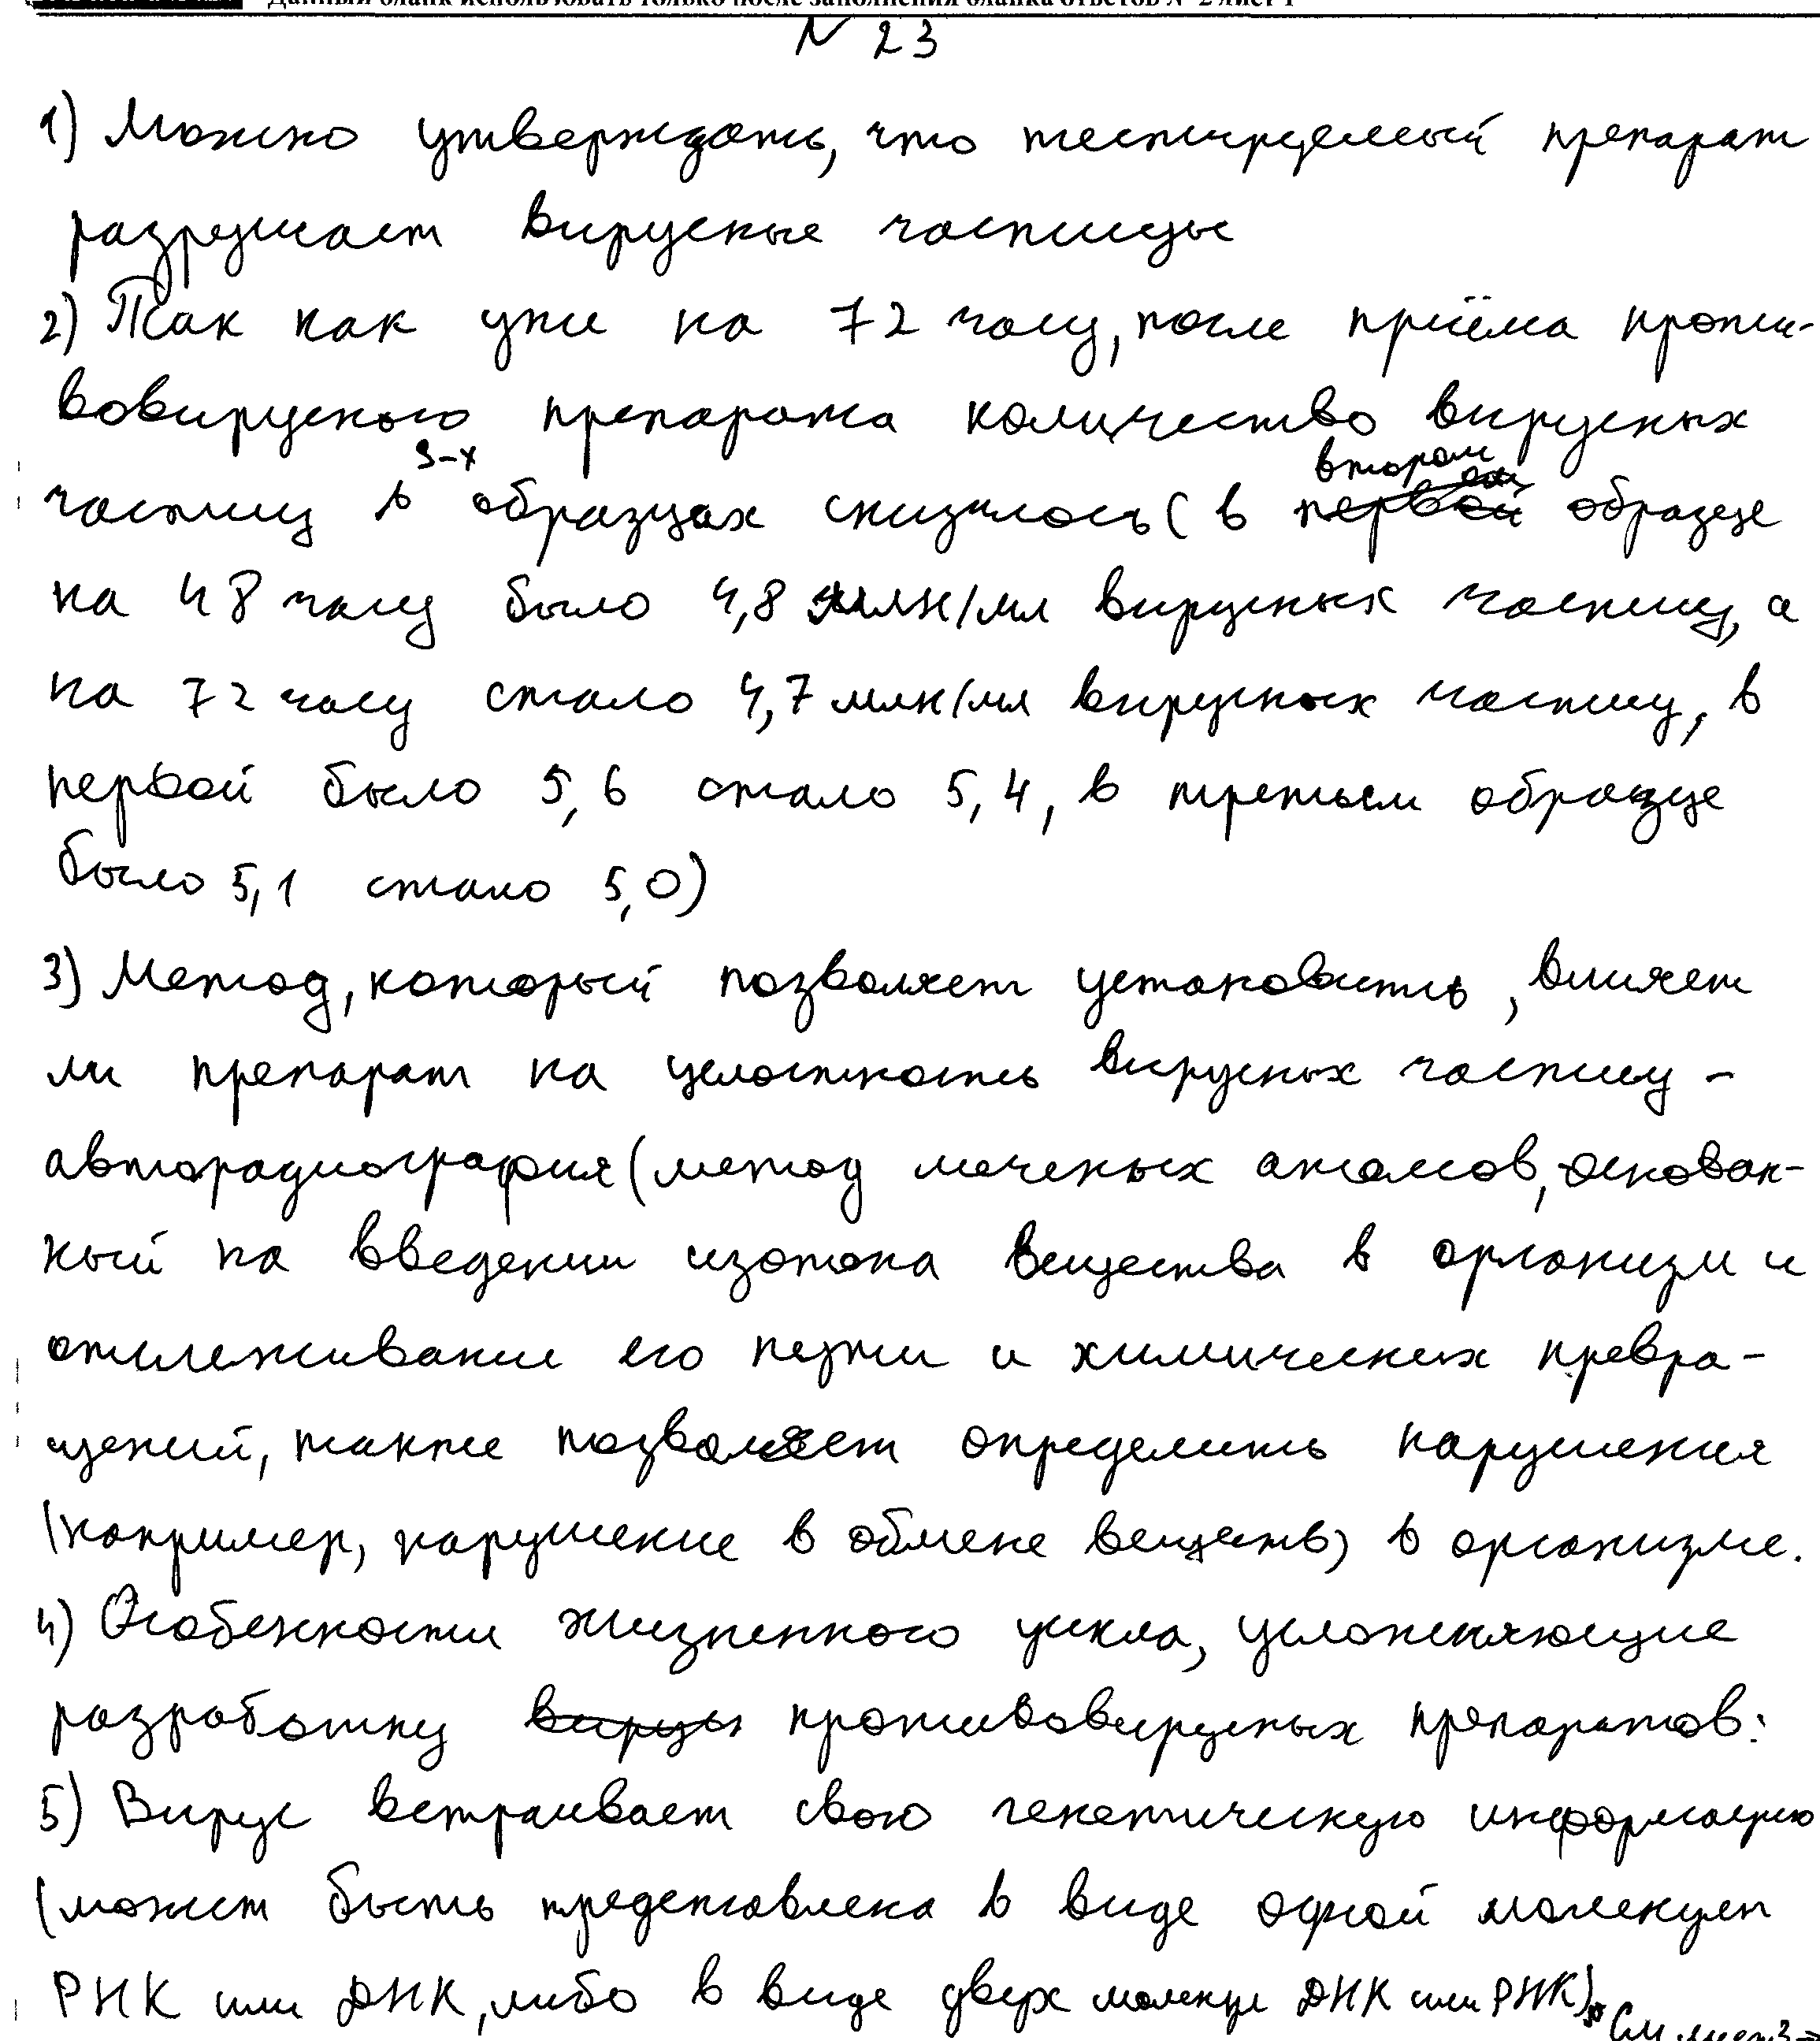 Данный бланк использовать только после заполнения бланка ответов № 2 лист 1
№ 23
1) Можно утверждать, что тестируемый препарат
разрушает вирусные частицы
2) Так как уже на 72 часу, после приёма проти-
вовирусного препарата количество вирусных
частиц в 3-х образцах снизилось (в втором образце
на 48 часу было 4,8 млн/мл вирусных частиц, а
на 72 часу стало 4,7 млн/мл вирусных частиц, в
первой было 5,6 стало 5,4, в третьем образце
было 5,1 стало 5,0)
3) Метод, который позволяет установить, влияет
ли препарат на целостность вирусных частиц -
авторадиография (метод меченых атомов, основан-
ный на введении изотопа вещества в организм и
отслеживание его пути и химических превра-
щений, также позволяет определить нарушения
(например, нарушение в обмене веществ) в организме.
4) Особенности жизненного цикла, усложняющие
разработку противовирусных препаратов:
5) Вирус встраивает свою генетическую информацию
(может быть представлена в виде одной молекулы
РНК или ДНК, либо в виде двух молекул ДНК или РНК)
См. лист 3